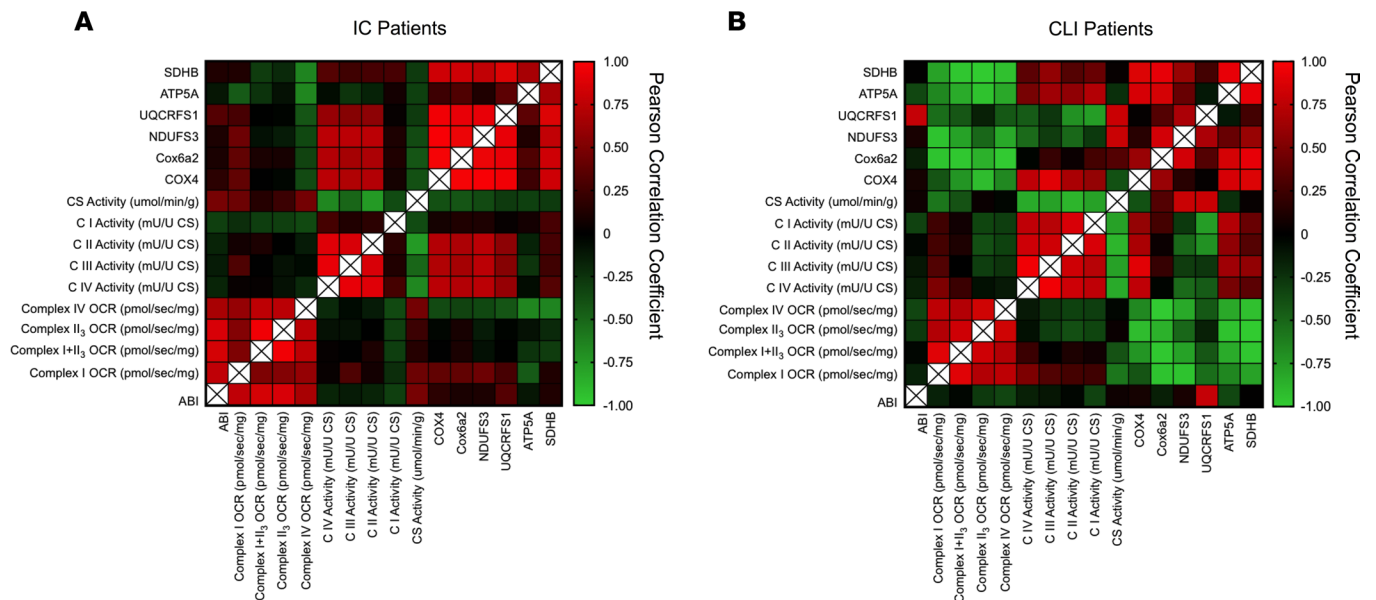 A
IC Patients
SDHB
ATP5A
UQCRFS1
NDUFS3
Cox6a2
COX4
CS Activity (umol/min/g)
C I Activity (mU/U CS)
C II Activity (mU/U CS)
C III Activity (mU/U CS)
C IV Activity (mU/U CS)
Complex IV OCR (pmol/sec/mg)
Complex II₃ OCR (pmol/sec/mg)
Complex I+II₃ OCR (pmol/sec/mg)
Complex I OCR (pmol/sec/mg)
ABI
ABI
Complex I OCR (pmol/sec/mg)
Complex I+II₃ OCR (pmol/sec/mg)
Complex II₃ OCR (pmol/sec/mg)
Complex IV OCR (pmol/sec/mg)
C IV Activity (mU/U CS)
C III Activity (mU/U CS)
C II Activity (mU/U CS)
C I Activity (mU/U CS)
CS Activity (umol/min/g)
COX4
Cox6a2
NDUFS3
UQCRFS1
ATP5A
SDHB
1.00
0.75
0.50
0.25
0
-0.25
-0.50
-0.75
-1.00
Pearson Correlation Coefficient
B
CLI Patients
SDHB
ATP5A
UQCRFS1
NDUFS3
Cox6a2
COX4
CS Activity (umol/min/g)
C I Activity (mU/U CS)
C II Activity (mU/U CS)
C III Activity (mU/U CS)
C IV Activity (mU/U CS)
Complex IV OCR (pmol/sec/mg)
Complex II₃ OCR (pmol/sec/mg)
Complex I+II₃ OCR (pmol/sec/mg)
Complex I OCR (pmol/sec/mg)
ABI
ABI
Complex I OCR (pmol/sec/mg)
Complex I+II₃ OCR (pmol/sec/mg)
Complex II₃ OCR (pmol/sec/mg)
Complex IV OCR (pmol/sec/mg)
C IV Activity (mU/U CS)
C III Activity (mU/U CS)
C II Activity (mU/U CS)
C I Activity (mU/U CS)
CS Activity (umol/min/g)
COX4
Cox6a2
NDUFS3
UQCRFS1
ATP5A
SDHB
1.00
0.75
0.50
0.25
0
-0.25
-0.50
-0.75
-1.00
Pearson Correlation Coefficient